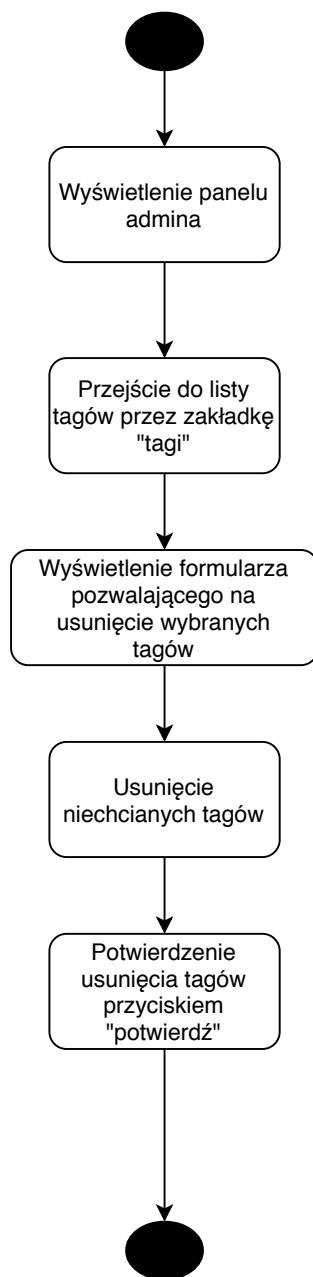 Wyświetlenie panelu
admina
Przejście do listy
tagów przez zakładkę
"tagi"
Wyświetlenie formularza
pozwalającego na
usunięcie wybranych
tagów
Usunięcie
niechcianych tagów
Potwierdzenie
usunięcia tagów
przyciskiem
"potwierdź"